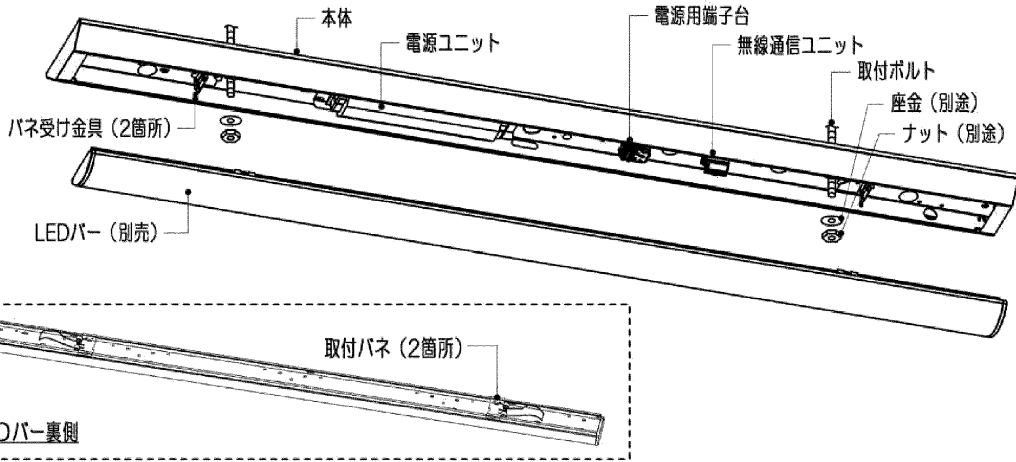 本体
電源用端子台
電源ユニット
無線通信ユニット
取付ボルト
座金（別途）
バネ受け金具（2箇所）
ナット（別途）
LEDバー（別売）
取付バネ（2箇所）
Dバー裏側